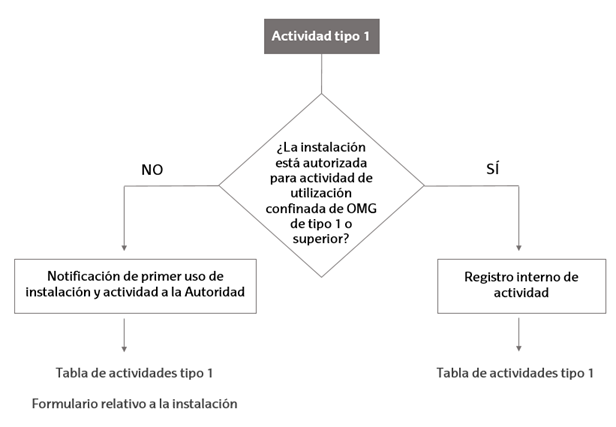 Actividad tipo 1
¿La instalación
está autorizada
para actividad de
utilización
confinada de OMG
de tipo 1 o
superior?
NO
SÍ
Notificación de primer uso de
instalación y actividad a la Autoridad
Registro interno de
actividad
Tabla de actividades tipo 1
Formulario relativo a la instalación
Tabla de actividades tipo 1